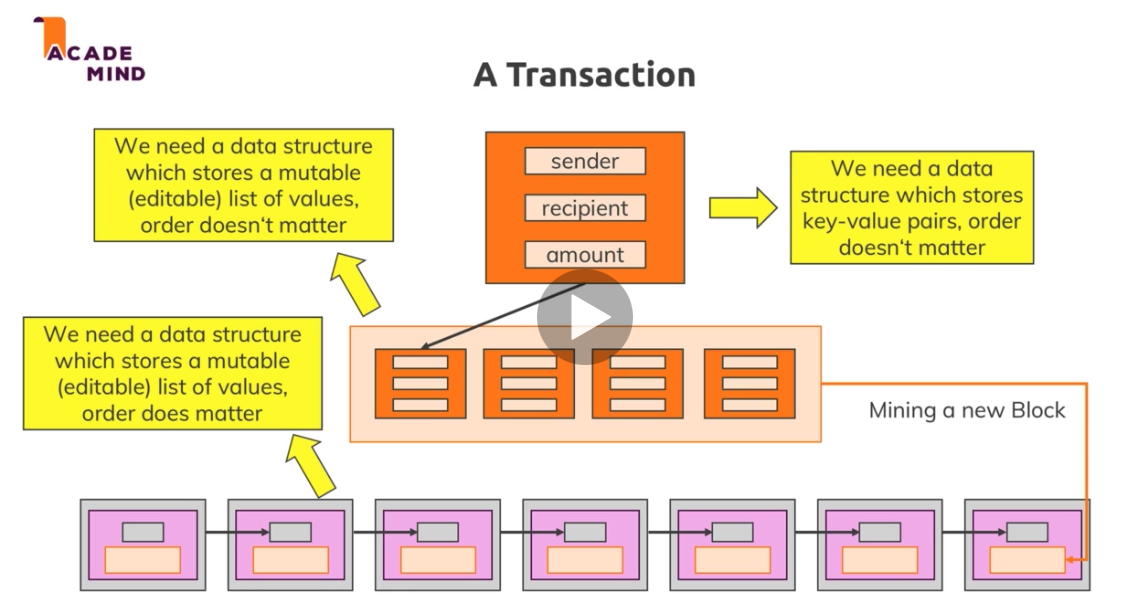 ACADE
MIND
A Transaction
We need a data structure
which stores a mutable
(editable) list of values,
order doesn‘t matter
sender
recipient
amount
We need a data
structure which stores
key-value pairs, order
doesn‘t matter
We need a data structure
which stores a mutable
(editable) list of values,
order does matter
Mining a new Block